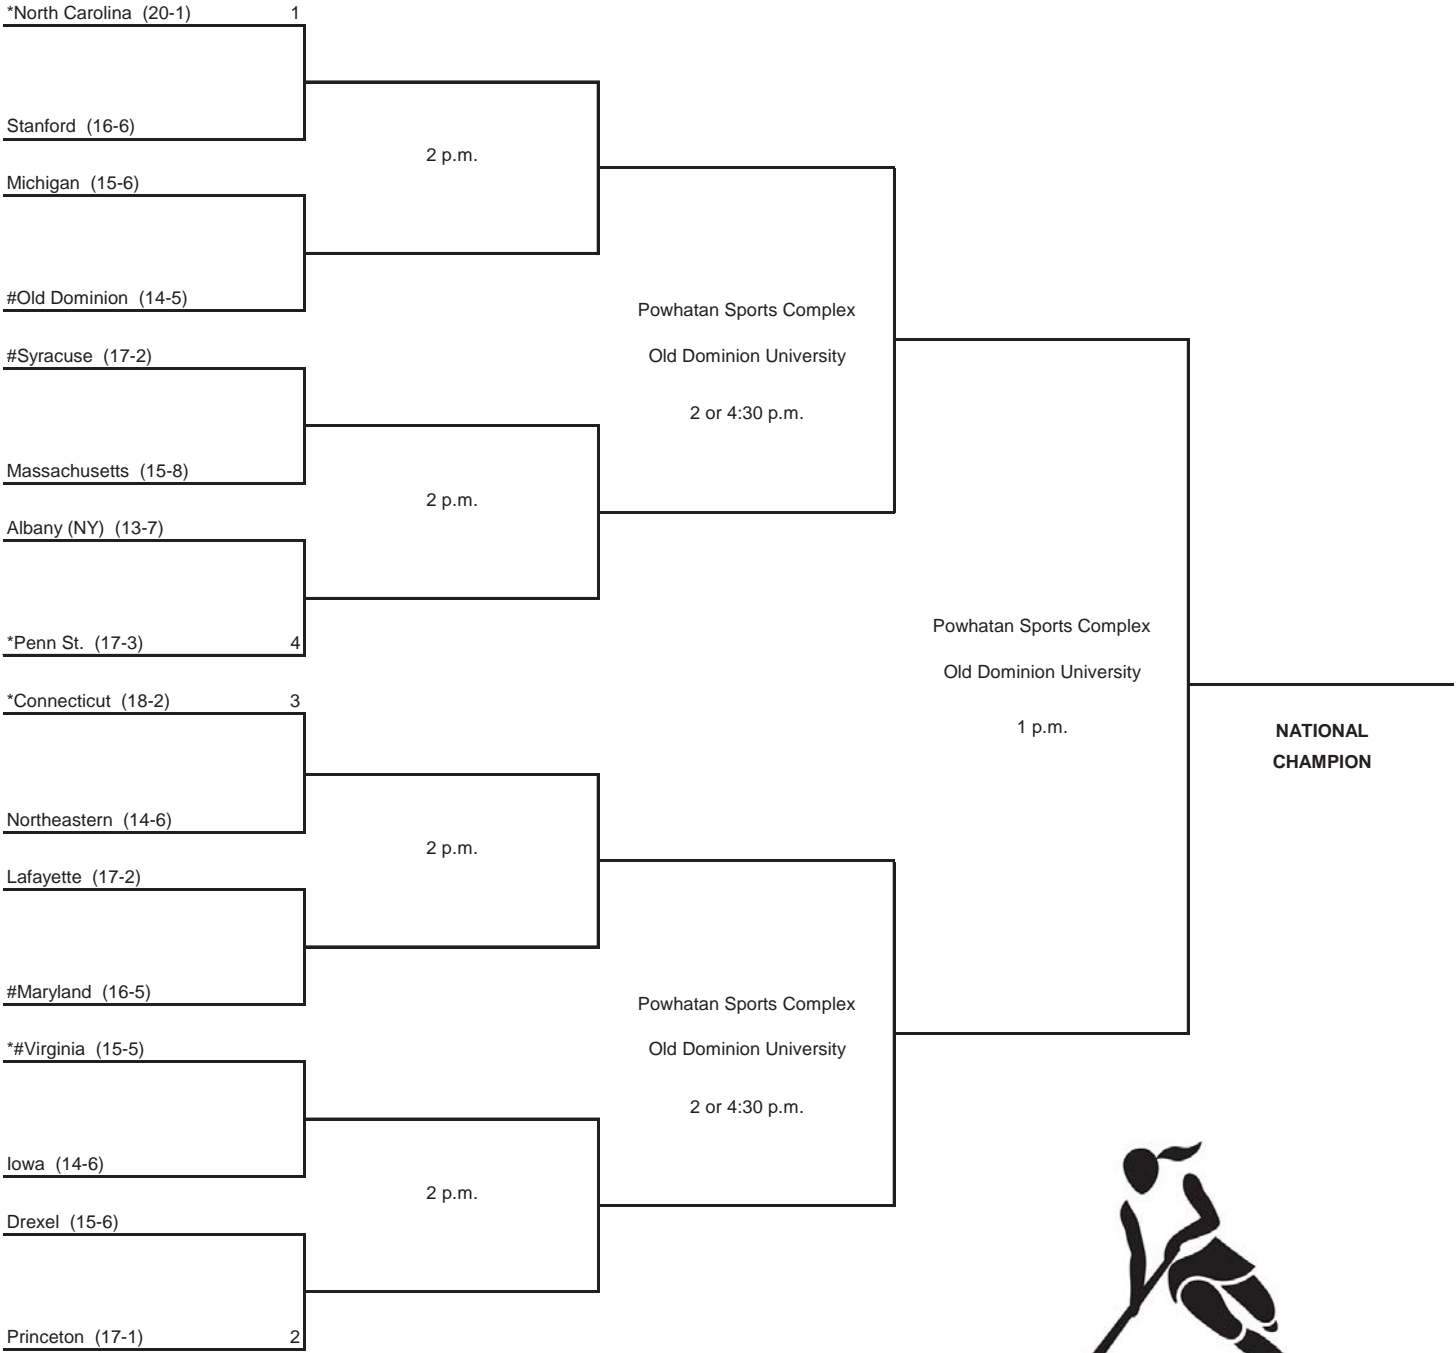 *North Carolina (20-1) 1
Stanford (16-6)
2 p.m.
Michigan (15-6)
#Old Dominion (14-5)
Powhatan Sports Complex
Old Dominion University
2 or 4:30 p.m.
#Syracuse (17-2)
Massachusetts (15-8)
2 p.m.
Albany (NY) (13-7)
*Penn St. (17-3) 4
Powhatan Sports Complex
Old Dominion University
1 p.m.
NATIONAL
CHAMPION
*Connecticut (18-2) 3
Northeastern (14-6)
2 p.m.
Lafayette (17-2)
#Maryland (16-5)
Powhatan Sports Complex
Old Dominion University
2 or 4:30 p.m.
*#Virginia (15-5)
Iowa (14-6)
2 p.m.
Drexel (15-6)
Princeton (17-1) 2